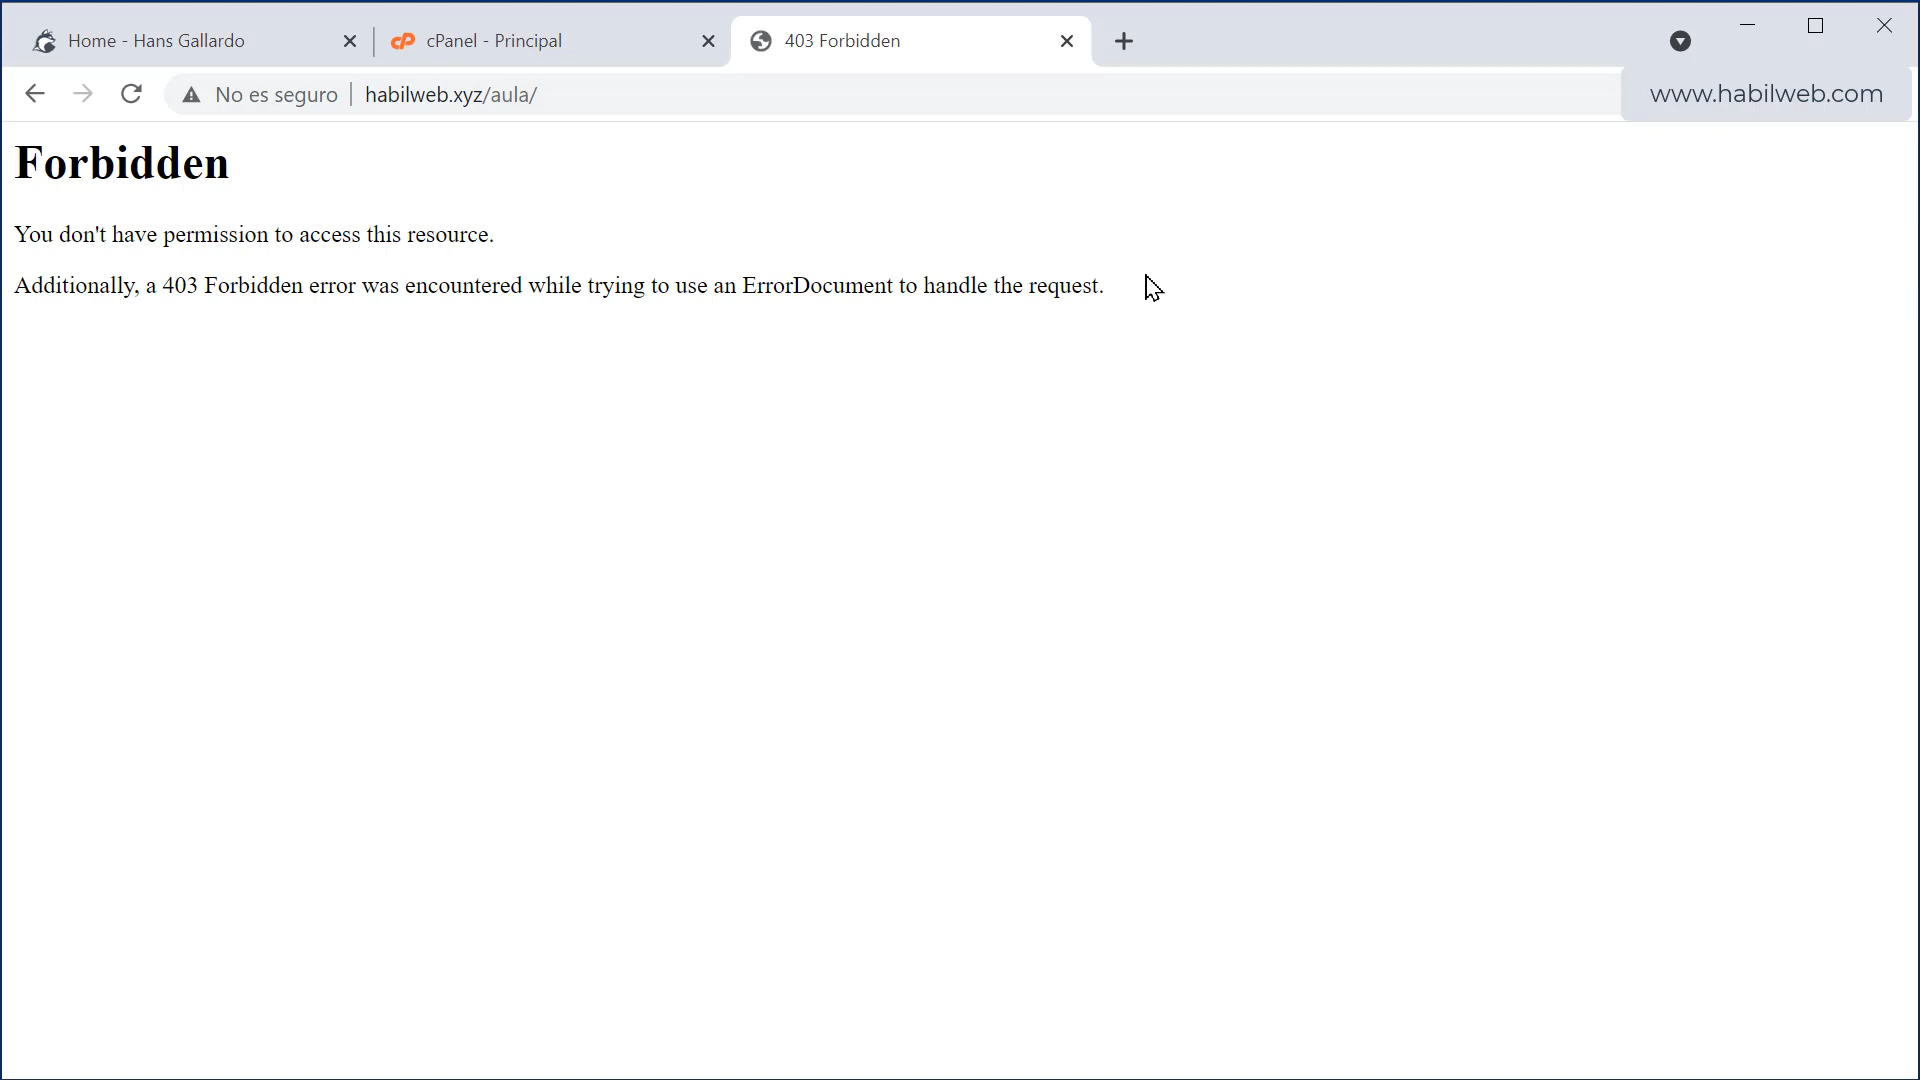 Home - Hans Gallardo
cPanel - Principal
403 Forbidden
No es seguro
habilweb.xyz/aula/
www.habilweb.com
Forbidden
You don't have permission to access this resource.
Additionally, a 403 Forbidden error was encountered while trying to use an ErrorDocument to handle the request.